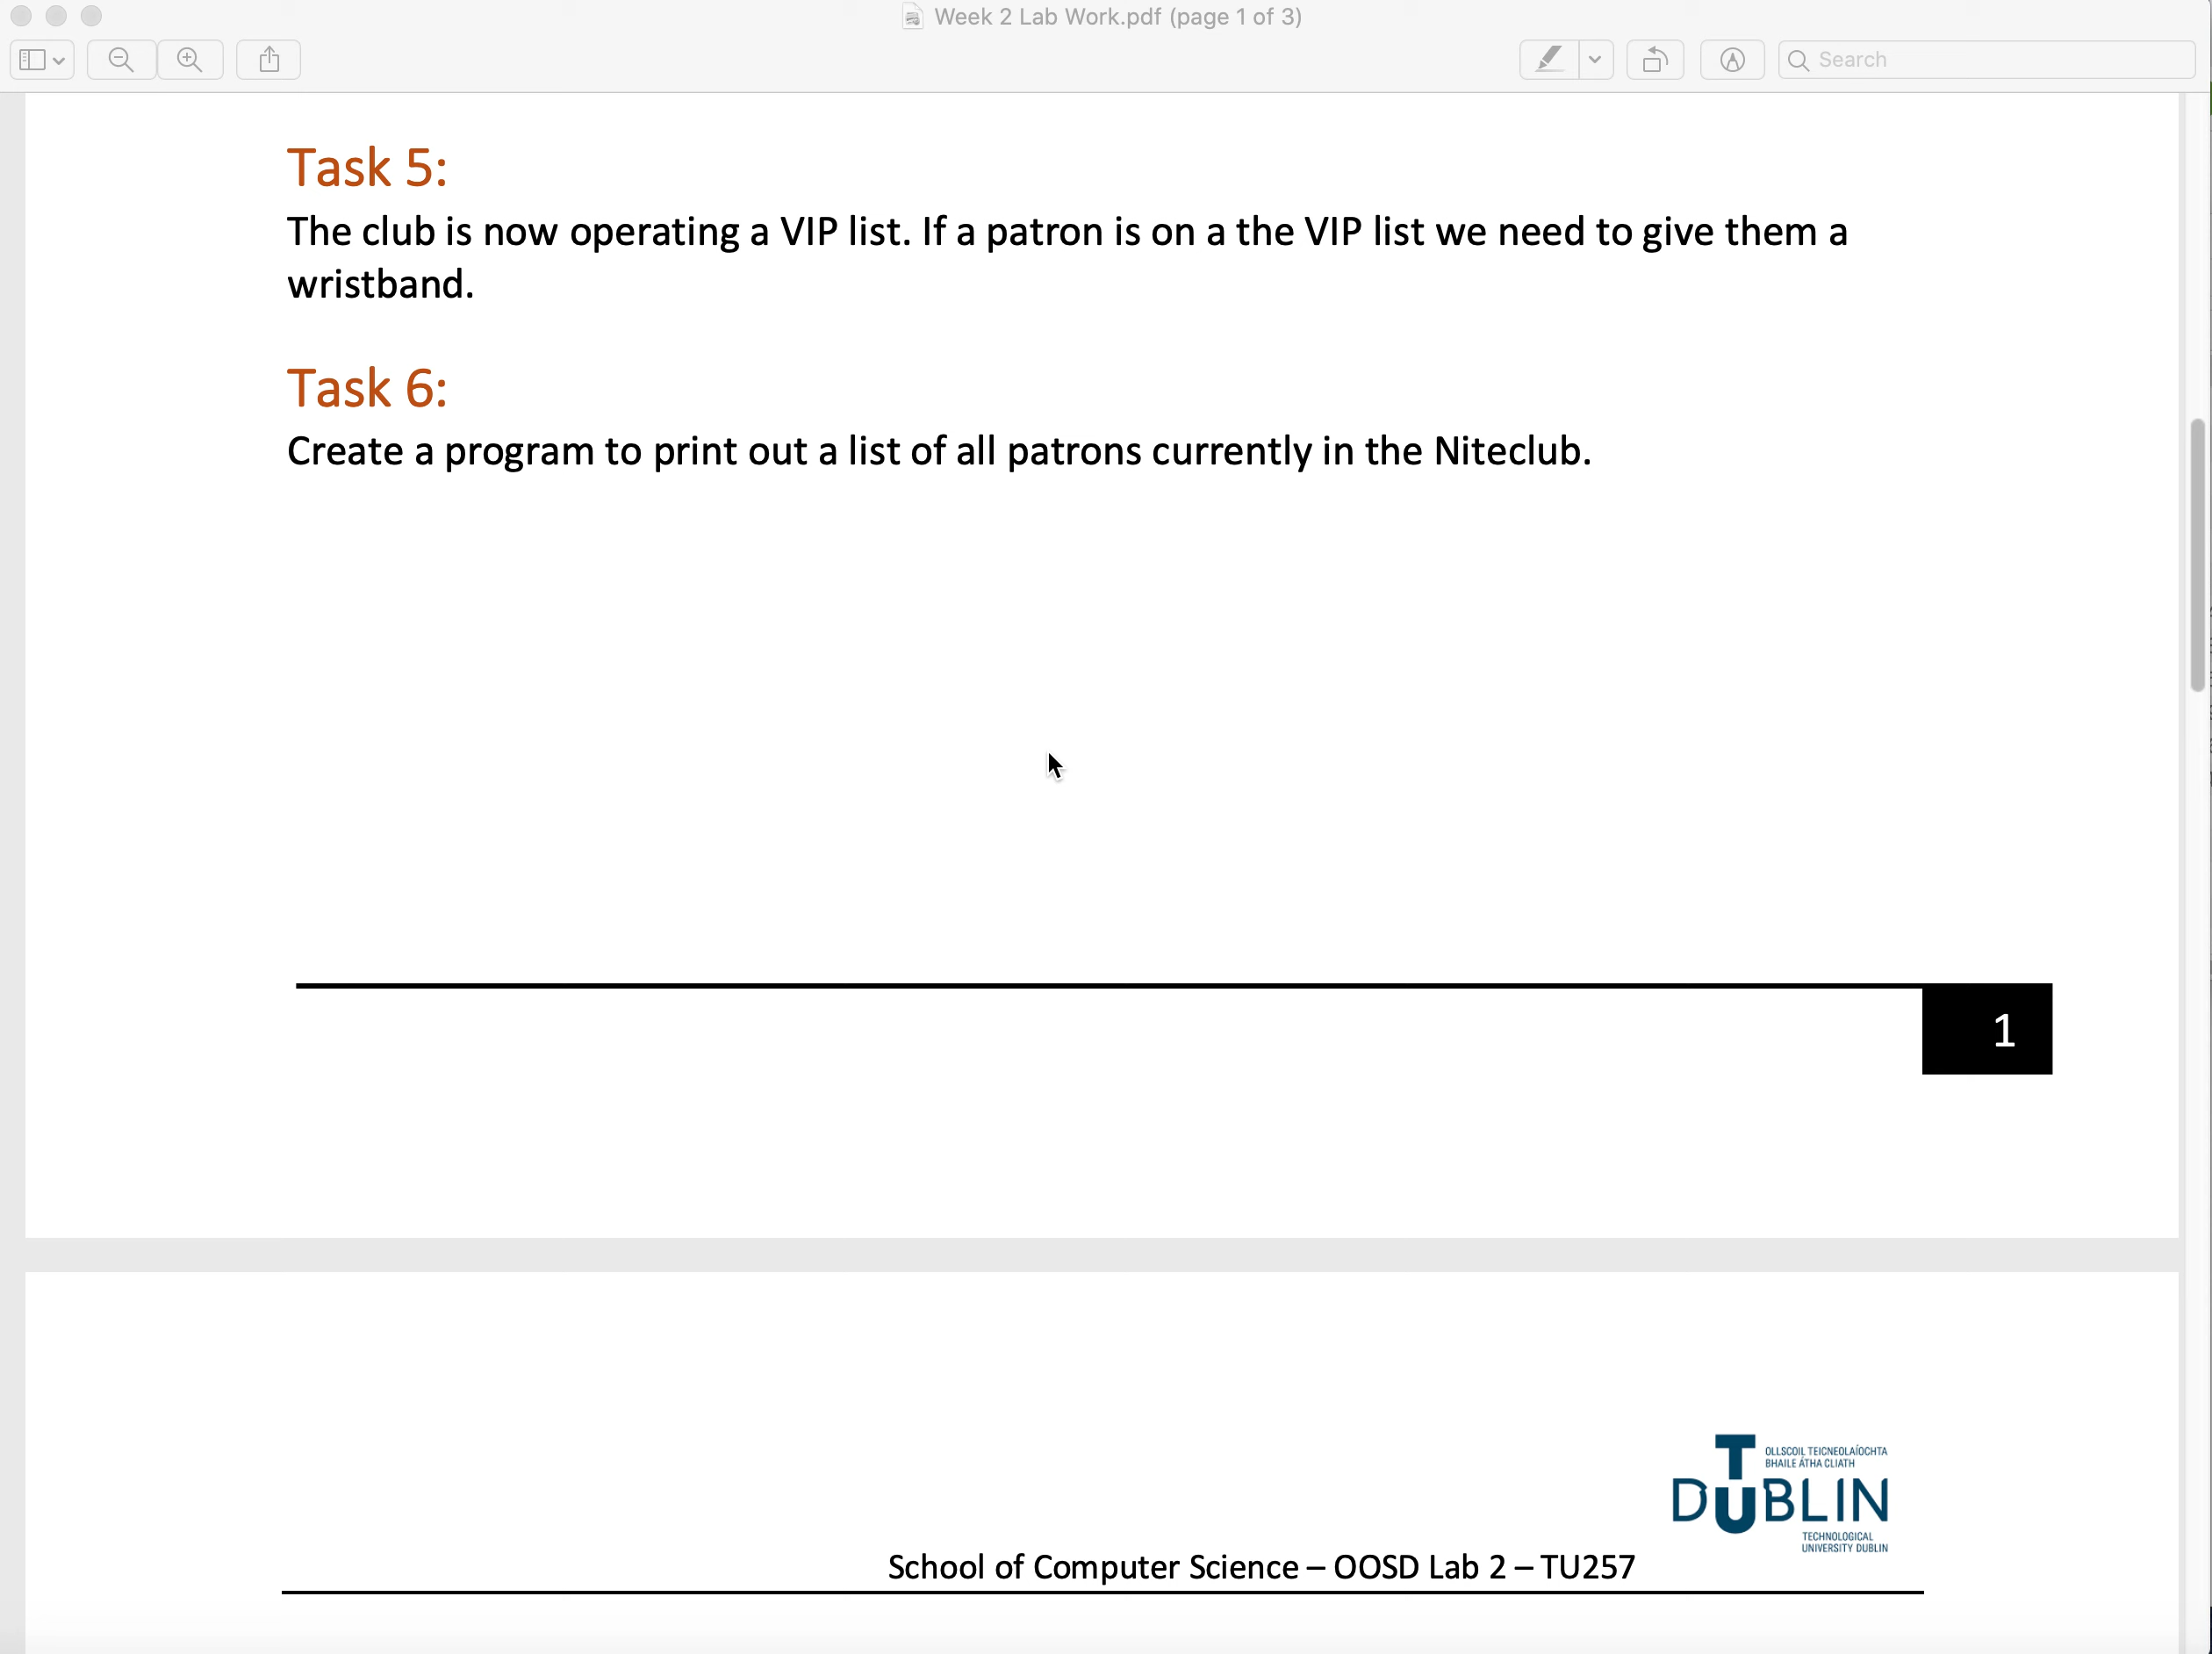 Week 2 Lab Work.pdf (page 1 of 3)
Search
Task 5:
The club is now operating a VIP list. If a patron is on a the VIP list we need to give them a
wristband.
Task 6:
Create a program to print out a list of all patrons currently in the Niteclub.
1
OLLSCOIL TEICNEOLAÍOCHTA
BHAILE ÁTHA CLIATH
T
DUBLIN
TECHNOLOGICAL
UNIVERSITY DUBLIN
School of Computer Science – OOSD Lab 2 – TU257